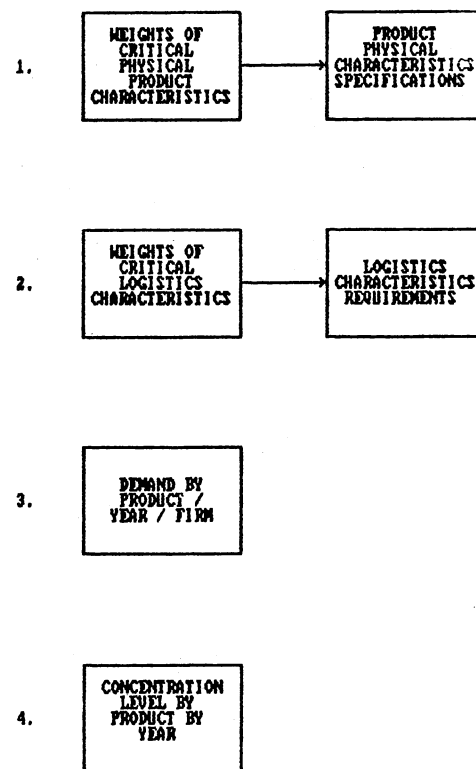 1.
WEIGHTS OF
CRITICAL
PHYSICAL
PRODUCT
CHARACTERISTICS
PRODUCT
PHYSICAL
CHARACTERISTICS
SPECIFICATIONS
2.
WEIGHTS OF
CRITICAL
LOGISTICS
CHARACTERISTICS
LOGISTICS
CHARACTERISTICS
REQUIREMENTS
3.
DEMAND BY
PRODUCT /
YEAR / FIRM
4.
CONCENTRATION
LEVEL BY
PRODUCT BY
YEAR